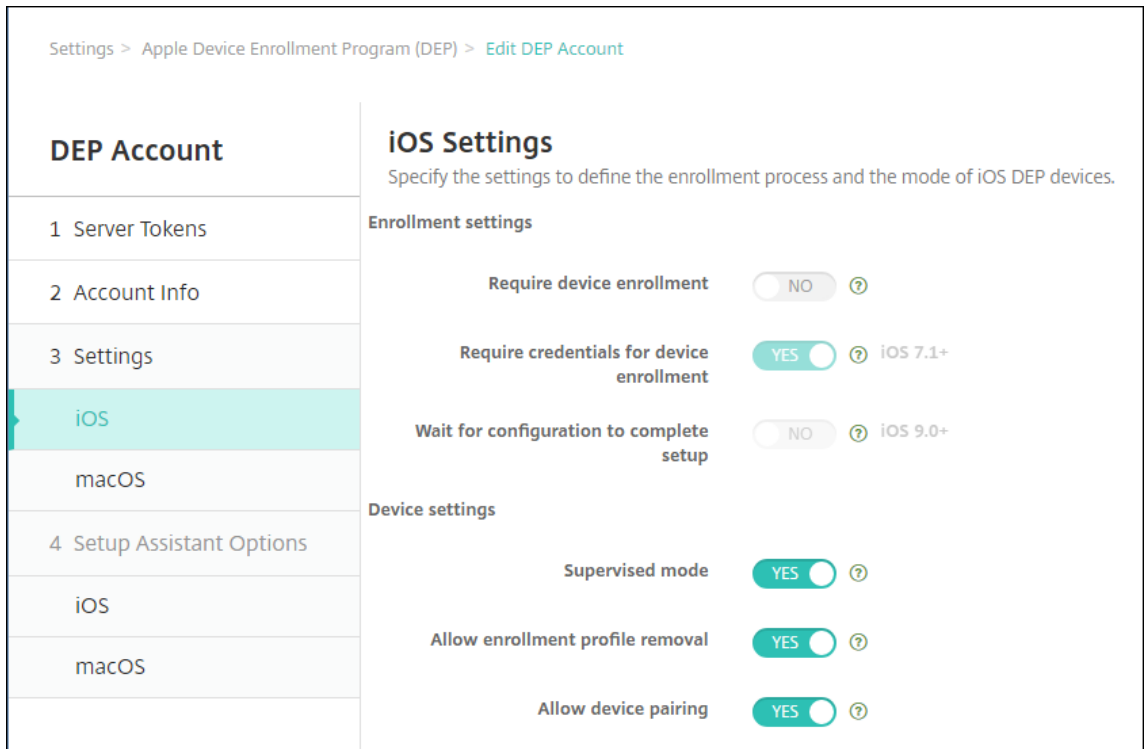 Settings > Apple Device Enrollment Program (DEP) > Edit DEP Account
DEP Account
1 Server Tokens
2 Account Info
3 Settings
iOS
macOS
4 Setup Assistant Options
iOS
macOS
iOS Settings
Specify the settings to define the enrollment process and the mode of iOS DEP devices.
Enrollment settings
Require device enrollment NO ?
Require credentials for device YES ? iOS 7.1+
enrollment
Wait for configuration to complete NO ? iOS 9.0+
setup
Device settings
Supervised mode YES ?
Allow enrollment profile removal YES ?
Allow device pairing YES ?